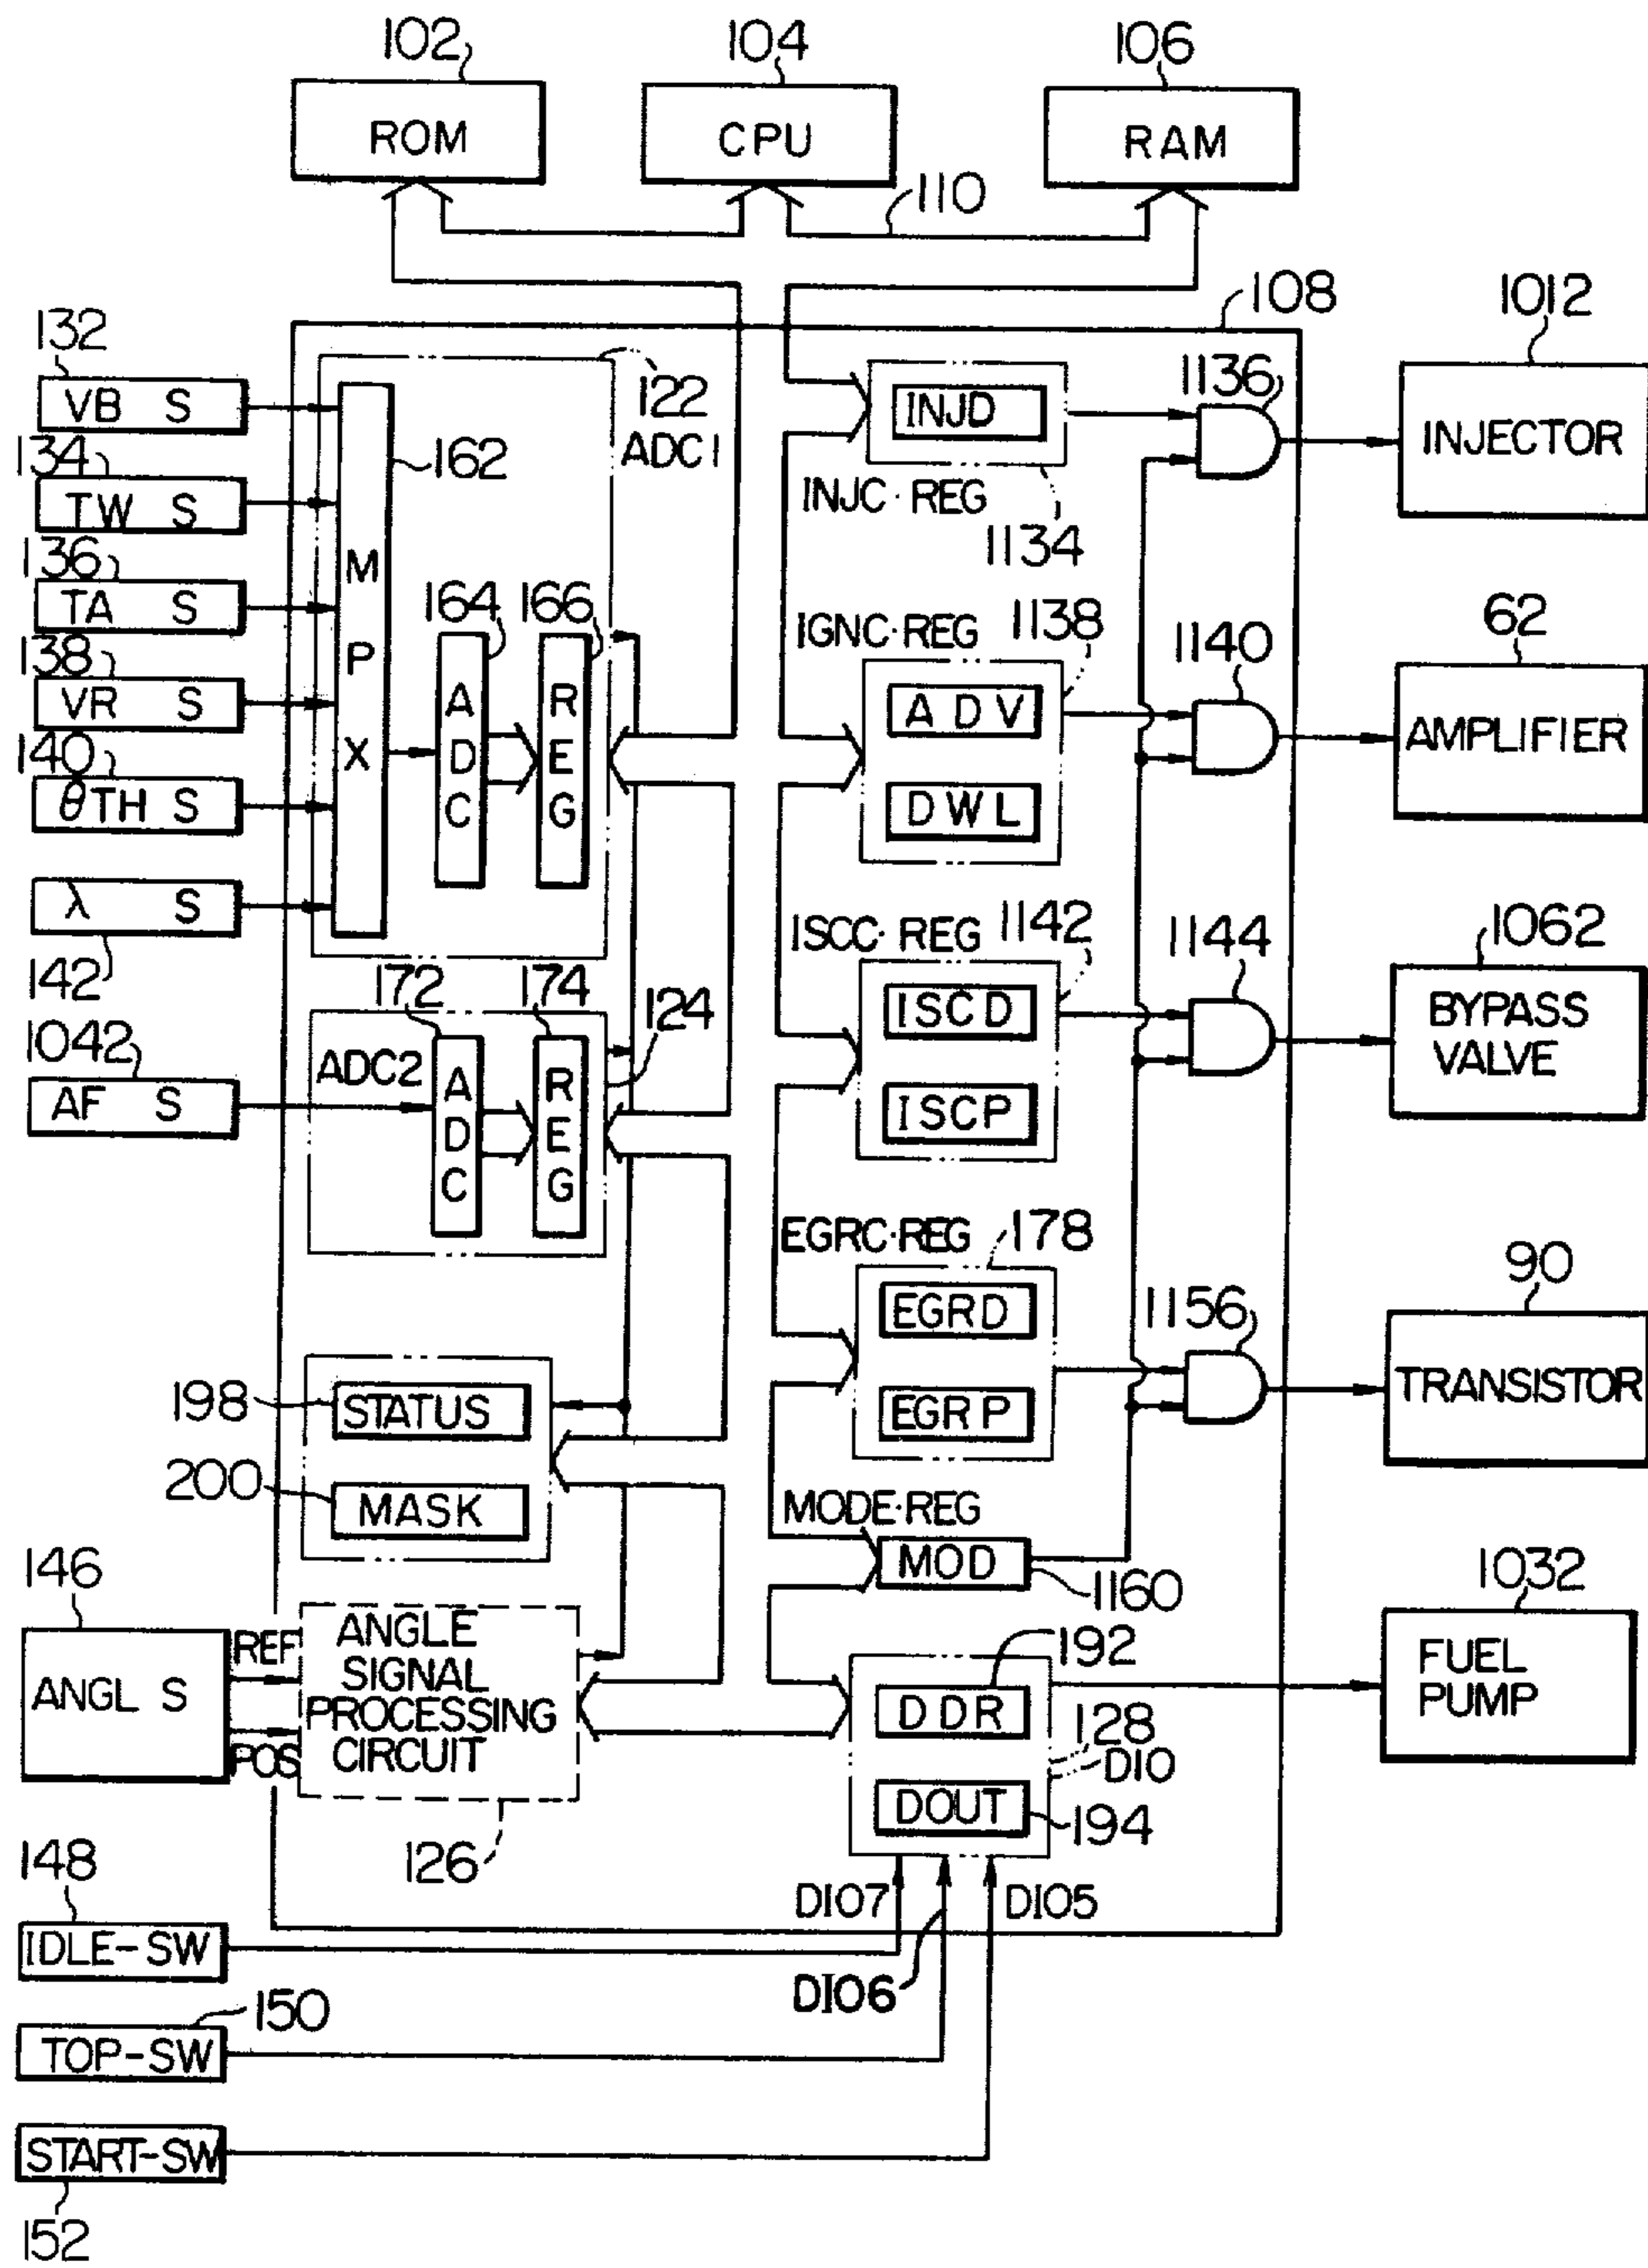 102
104
106
ROM
CPU
RAM
110
108
132
VB S
134
TW S
136
TA S
138
VR S
140
θTH S
λ S
142
1042
AF S
122
ADC1
162
MPX
164
ADC
166
REG
172
174
124
ADC2
ADC
REG
198
STATUS
200
MASK
146
ANGL S
REF
POS
ANGLE
SIGNAL
PROCESSING
CIRCUIT
126
148
IDLE-SW
150
TOP-SW
START-SW
152
INJD
INJC·REG
1134
1136
1012
INJECTOR
IGNC·REG
1138
ADV
DWL
1140
62
AMPLIFIER
ISCC·REG
1142
ISCD
ISCP
1144
1062
BYPASS
VALVE
EGRC·REG
178
EGRD
EGRP
1156
90
TRANSISTOR
MODE·REG
MOD
1160
192
DDR
128
DIO
DOUT
194
1032
FUEL
PUMP
DIO7
DIO5
DIO6